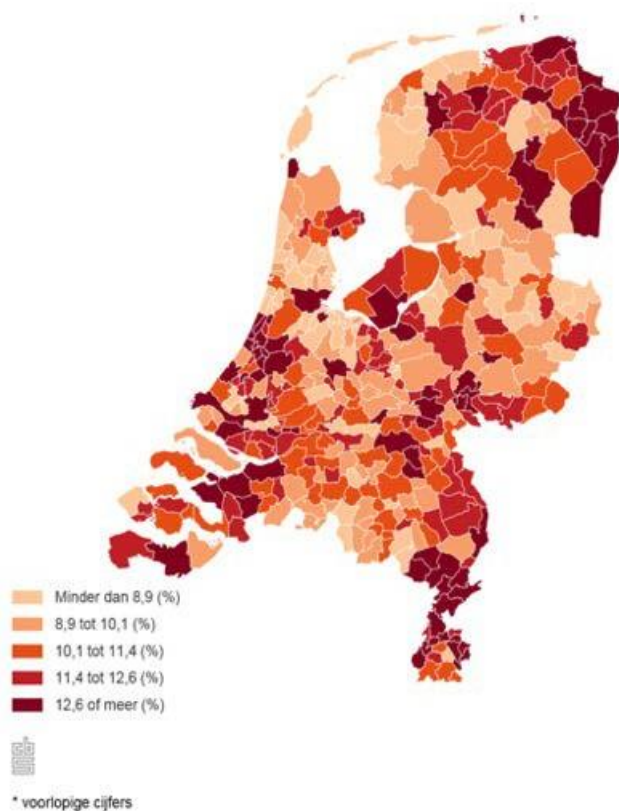 Minder dan 8,9 (%)
8,9 tot 10,1 (%)
10,1 tot 11,4 (%)
11,4 tot 12,6 (%)
12,6 of meer (%)
* voorlopige cijfers